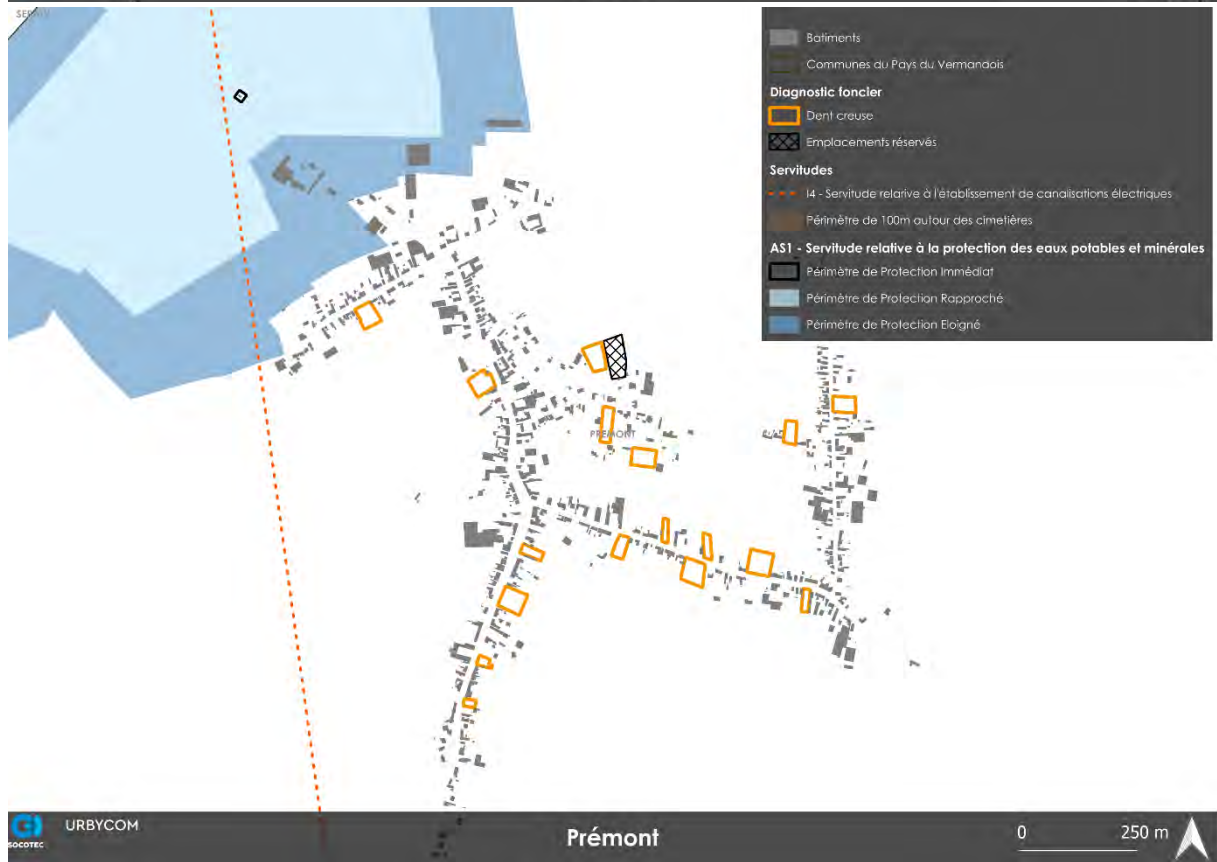 Batiments
Communes du Pays du Vermandois
Diagnostic foncier
Dent creuse
Emplacements réservés
Servitudes
I4 - Servitude relarive à l'établissement de canalisations électriques
Périmètre de 100m autour des cimetières
AS1 - Servitude relative à la protection des eaux potables et minérales
Périmètre de Protection Immédiat
Périmètre de Protection Rapproché
Périmètre de Protection Eloigné
PREMONT
SOCOTEC
URBYCOM
Prémont
0 250 m